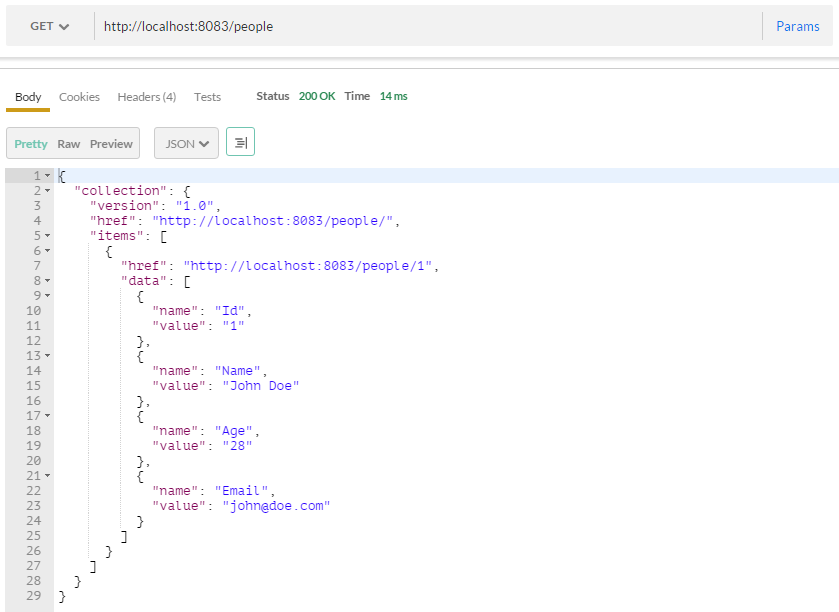 GET http://localhost:8083/people Params
Body Cookies Headers (4) Tests Status 200 OK Time 14 ms
Pretty Raw Preview JSON
1 {
2 "collection": {
3 "version": "1.0",
4 "href": "http://localhost:8083/people/",
5 "items": [
6 {
7 "href": "http://localhost:8083/people/1",
8 "data": [
9 {
10 "name": "Id",
11 "value": "1"
12 },
13 {
14 "name": "Name",
15 "value": "John Doe"
16 },
17 {
18 "name": "Age",
19 "value": "28"
20 },
21 {
22 "name": "Email",
23 "value": "john@doe.com"
24 }
25 ]
26 }
27 ]
28 }
29 }